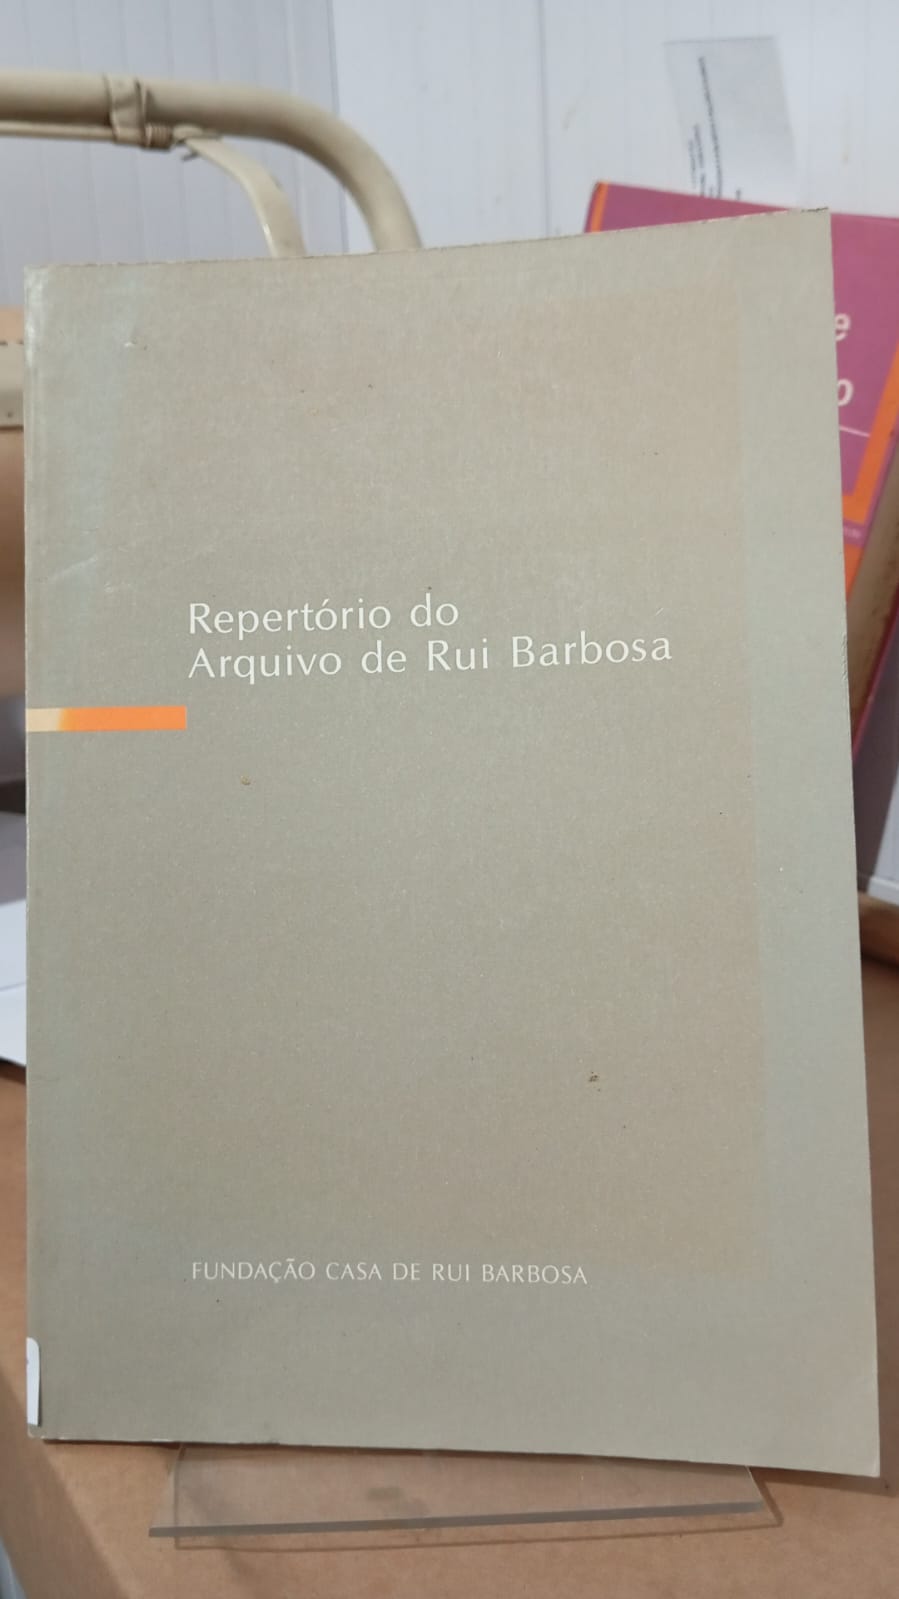 Repertório do
Arquivo de Rui Barbosa
FUNDAÇÃO CASA DE RUI BARBOSA
e
o